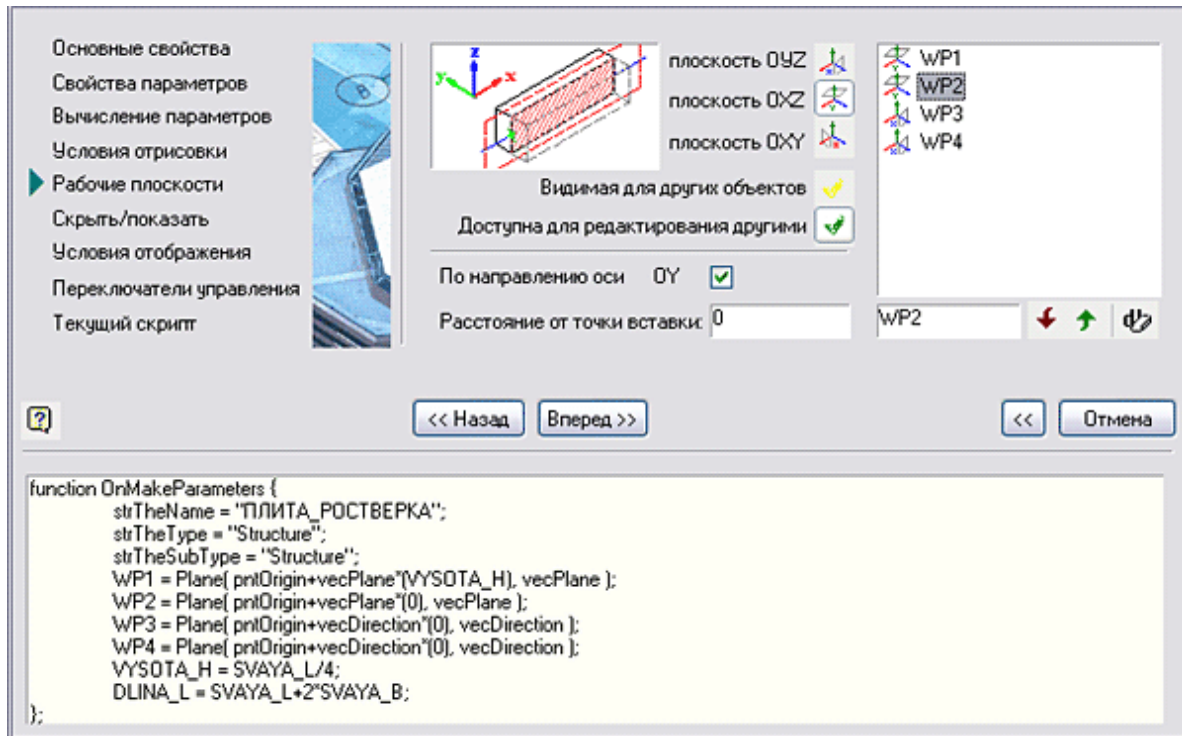 Основные свойства
Свойства параметров
Вычисление параметров
Условия отрисовки
Рабочие плоскости
Скрыть/показать
Условия отображения
Переключатели управления
Текущий скрипт
z
y
x
плоскость OYZ
плоскость OXZ
плоскость OXY
Видимая для других объектов
Доступна для редактирования другими
По направлению оси OY
Расстояние от точки вставки: 0
WP1
WP2
WP3
WP4
WP2
<< Назад
Вперед >>
<<
Отмена
function OnMakeParameters {
strTheName = "ПЛИТА_РОСТВЕРКА";
strTheType = "Structure";
strTheSubType = "Structure";
WP1 = Plane( pntOrigin+vecPlane*(VYSOTA_H), vecPlane );
WP2 = Plane( pntOrigin+vecPlane*(0), vecPlane );
WP3 = Plane( pntOrigin+vecDirection*(0), vecDirection );
WP4 = Plane( pntOrigin+vecDirection*(0), vecDirection );
VYSOTA_H = SVAYA_L/4;
DLINA_L = SVAYA_L+2*SVAYA_B;
};